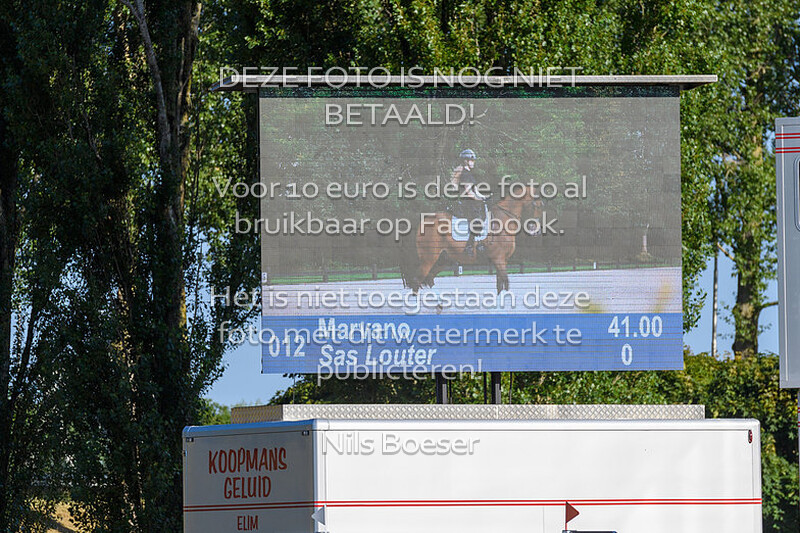 DEZE FOTO IS NOG NIET
BETAALD!
Voor 10 euro is deze foto al
bruikbaar op Facebook.
Het is niet toegestaan deze
foto met dit watermerk te
publiceren!
Nils Boeser
012
Marvano
Sas Louter
41.00
0
KOOPMANS
GELUID
ELIM